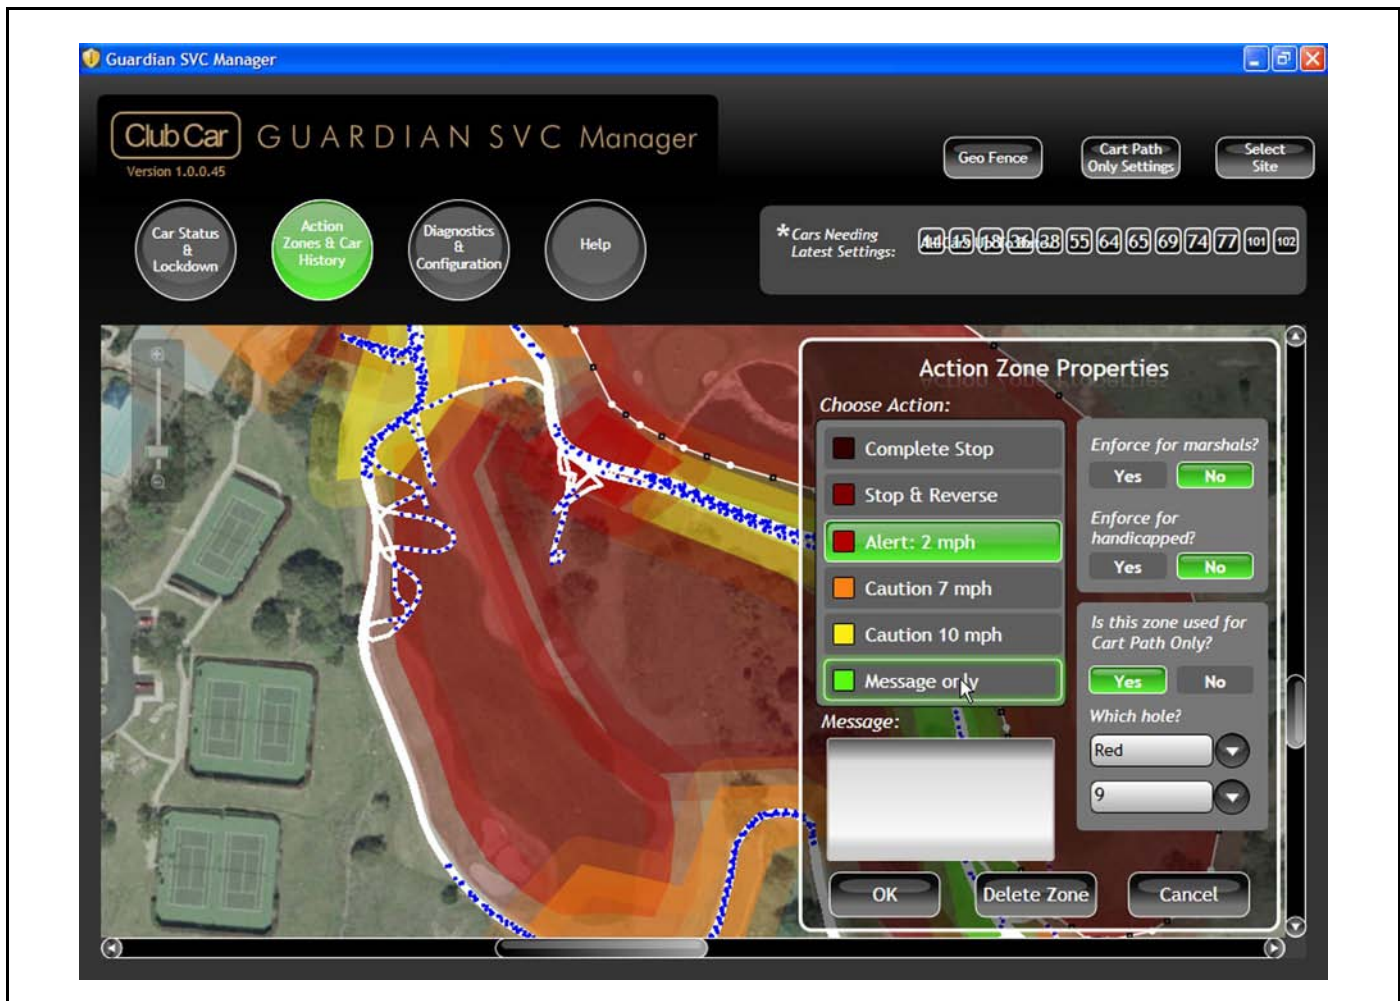 Guardian SVC Manager
Club Car GUARDIAN SVC Manager
Version 1.0.0.45
Geo Fence
Cart Path
Only Settings
Select
Site
Car Status
&
Lockdown
Action
Zones & Car
History
Diagnostics
&
Configuration
Help
*Cars Needing
Latest Settings:
14 15 18 36 38 55 64 65 69 74 77 101 102
Action Zone Properties
Choose Action:
Complete Stop
Stop & Reverse
Alert: 2 mph
Caution 7 mph
Caution 10 mph
Message only
Message:
OK
Delete Zone
Cancel
Enforce for marshals?
Yes No
Enforce for
handicapped?
Yes No
Is this zone used for
Cart Path Only?
Yes No
Which hole?
Red
9